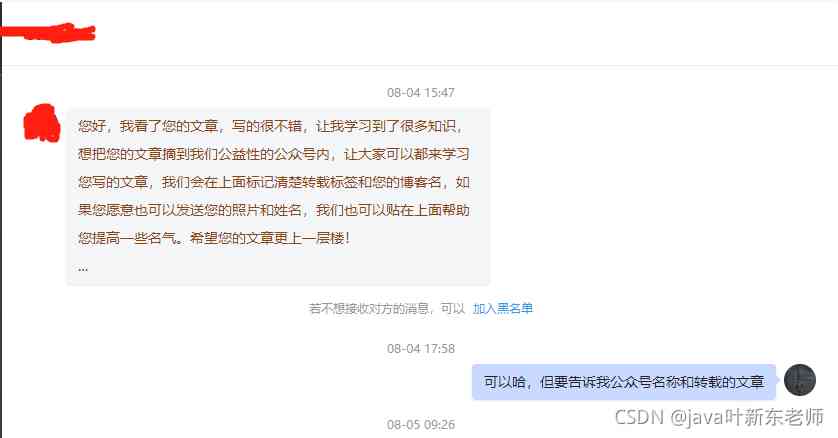 08-04 15:47
您好，我看了您的文章，写的很不错，让我学习到了很多知识，
想把您的文章摘到我们公益性的公众号内，让大家可以都来学习
您写的文章，我们会在上面标记清楚转载标签和您的博客名，如
果您愿意也可以发送您的照片和姓名，我们也可以贴在上面帮助
您提高一些名气。希望您的文章更上一层楼！
...
若不想接收对方的消息，可以 加入黑名单
08-04 17:58
可以哈，但要告诉我公众号名称和转载的文章
08-05 09:26
CSDN @java叶新东老师